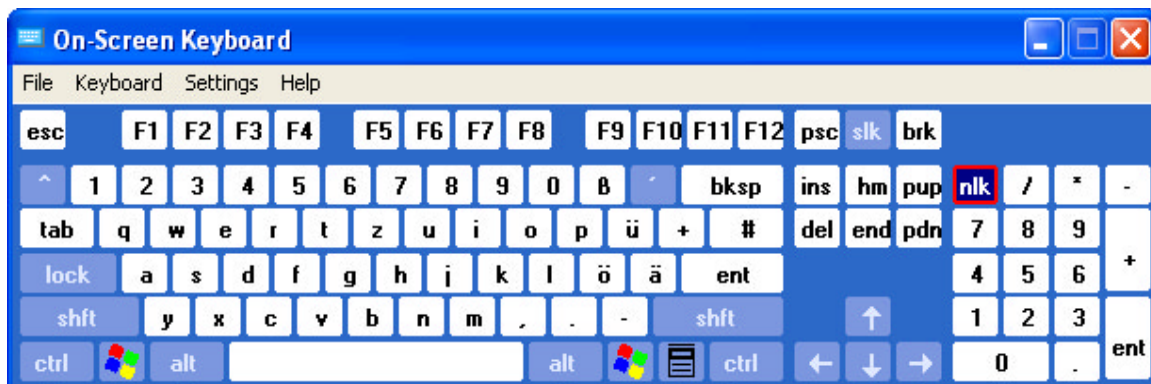 On-Screen Keyboard
File Keyboard Settings Help
esc F1 F2 F3 F4 F5 F6 F7 F8 F9 F10 F11 F12 psc slk brk
^ 1 2 3 4 5 6 7 8 9 0 ß ´ bksp ins hm pup nlk / * -
tab q w e r t z u i o p ü + # del end pdn 7 8 9 +
lock a s d f g h j k l ö ä ent 4 5 6
shft y x c v b n m , . - shft ↑ 1 2 3 ent
ctrl alt alt ctrl ← ↓ → 0 .